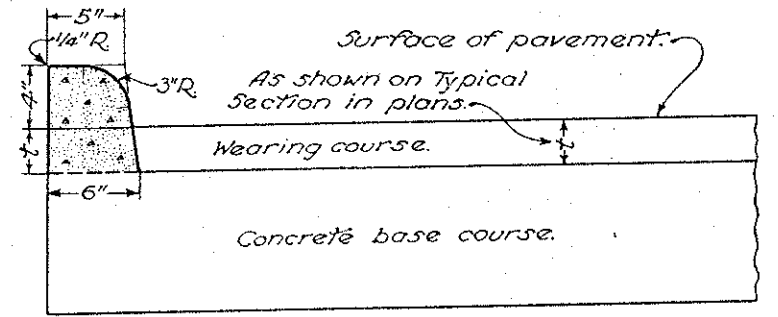 5"
1/4" R.
Surface of pavement.
3"R.
As shown on Typical
Section in plans.
4"
t
t
Wearing course.
6"
Concrete base course.